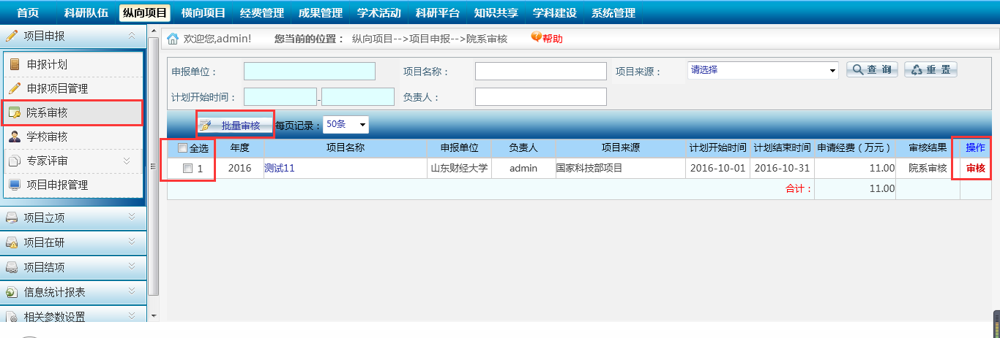 首页 科研队伍 纵向项目 横向项目 经费管理 成果管理 学术活动 科研平台 知识共享 学科建设 系统管理
项目申报
申报计划
申报项目管理
院系审核
学校审核
专家评审
项目申报管理
项目立项
项目在研
项目结项
信息统计报表
相关参数设置
欢迎您,admin! 您当前的位置： 纵向项目-->项目申报-->院系审核 帮助
申报单位： 项目名称： 项目来源： 请选择 查 询 重 置
计划开始时间： - 负责人：
批量审核 每页记录： 50条
全选 年度 项目名称 申报单位 负责人 项目来源 计划开始时间 计划结束时间 申请经费（万元） 审核结果 操作
1 2016 测试11 山东财经大学 admin 国家科技部项目 2016-10-01 2016-10-31 11.00 院系审核 审核
合计： 11.00